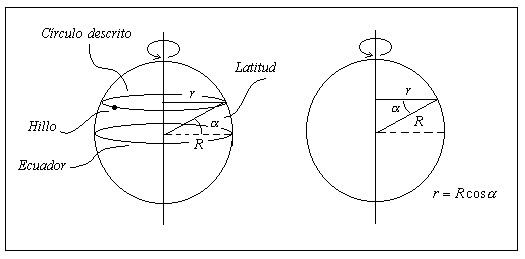 Círculo descrito
Latitud
r
α
Hillo
R
Ecuador
r
α
R
r = R cos α